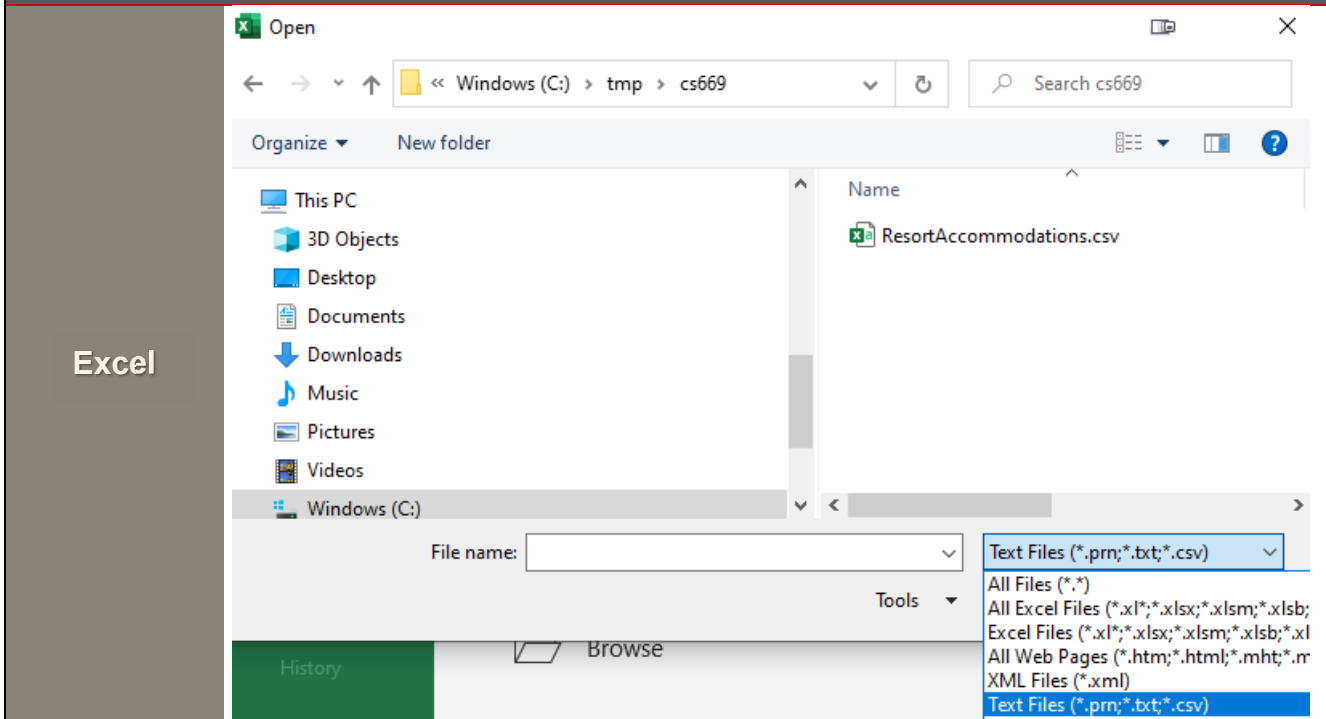 Open
« Windows (C:) › tmp › cs669
Search cs669
Organize
New folder
?
This PC
Name
3D Objects
ResortAccommodations.csv
Desktop
Documents
Downloads
Excel
Music
Pictures
Videos
Windows (C:)
File name:
Text Files (*.prn;*.txt;*.csv)
All Files (*.*)
Tools
All Excel Files (*.xl*;*.xlsx;*.xlsm;*.xlsb;
Excel Files (*.xl*;*.xlsx;*.xlsm;*.xlsb;*.xl
Browse
All Web Pages (*.htm;*.html;*.mht;*.m
History
XML Files (*.xml)
Text Files (*.prn;*.txt;*.csv)